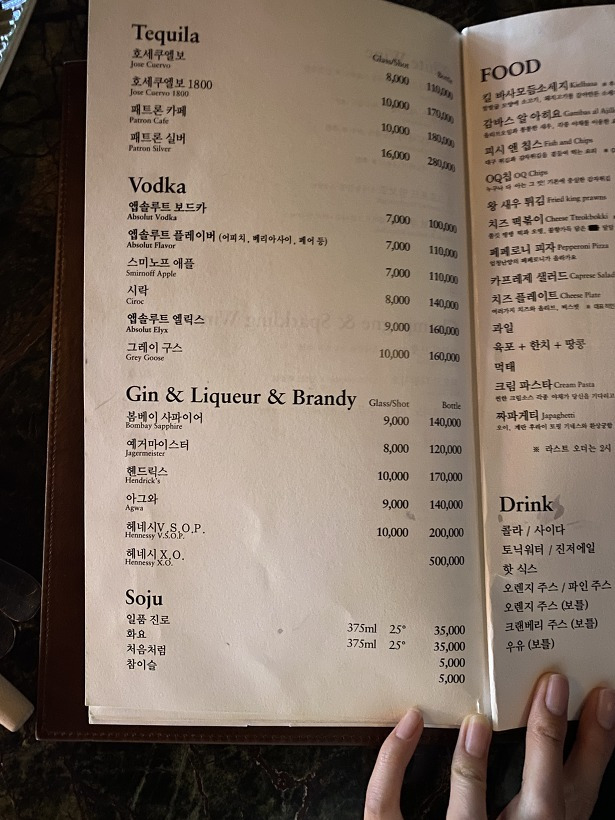 Tequila
Glass/Shot Bottle
호세쿠엘보 8,000 110,000
Jose Cuervo
호세쿠엘보 1800 10,000 170,000
Jose Cuervo 1800
패트론 카페 10,000 180,000
Patron Cafe
패트론 실버 16,000 280,000
Patron Silver
Vodka
앱솔루트 보드카 7,000 100,000
Absolut Vodka
앱솔루트 플레이버 (어피치, 베리아사이, 페어 등) 7,000 110,000
Absolut Flavor
스미노프 애플 7,000 110,000
Smirnoff Apple
시락 8,000 140,000
Ciroc
앱솔루트 엘릭스 9,000 160,000
Absolut Elyx
그레이 구스 10,000 160,000
Grey Goose
Gin & Liqueur & Brandy Glass/Shot Bottle
봄베이 사파이어 9,000 140,000
Bombay Sapphire
예거마이스터 8,000 120,000
Jagermeister
헨드릭스 10,000 170,000
Hendrick's
아그와 9,000 140,000
Agwa
헤네시V.S.O.P. 10,000 200,000
Hennessy V.S.O.P.
헤네시 X.O. 500,000
Hennessy X.O.
Soju
일품 진로 375ml 25° 35,000
화요 375ml 25° 35,000
처음처럼 5,000
참이슬 5,000
FOOD
킬 바사모듬소세지 Kielbasa
감바스 알 아히요 Gambas al Ajill
피시 앤 칩스 Fish and Chips
OQ칩 OQ Chips
왕 새우 튀김 Fried king prawns
치즈 떡볶이 Cheese Tteokbokki
페페로니 피자 Pepperoni Pizza
카프레제 샐러드 Caprese Salad
치즈 플레이트 Cheese Plate
과일
육포 + 한치 + 땅콩
먹태
크림 파스타 Cream Pasta
짜파게티 Japaghetti
※ 라스트 오더는 2시
Drink
콜라 / 사이다
토닉워터 / 진저에일
핫 식스
오렌지 주스 / 파인 주스
오렌지 주스 (보틀)
크랜베리 주스 (보틀)
우유 (보틀)